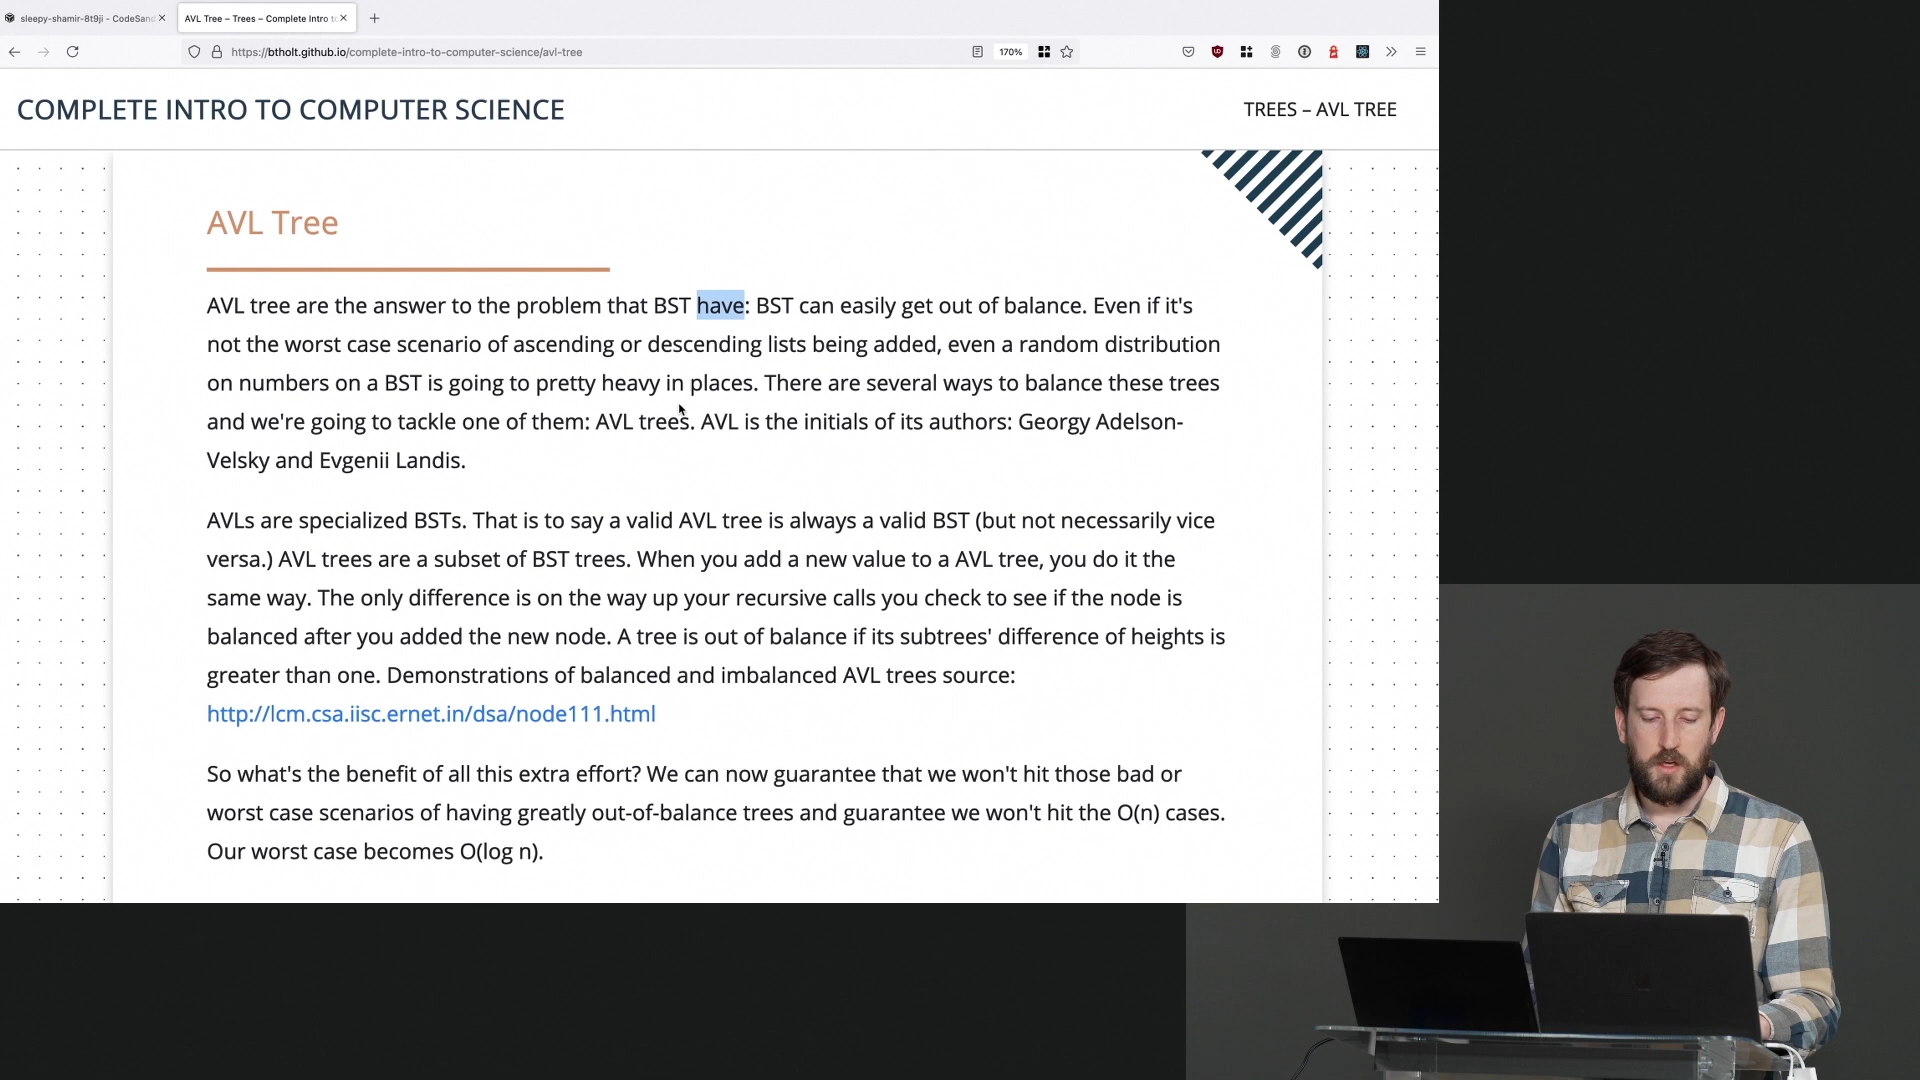 sleepy-shamir-8t9ji - CodeSand
AVL Tree – Trees – Complete Intro to
https://btholt.github.io/complete-intro-to-computer-science/avl-tree
170%
COMPLETE INTRO TO COMPUTER SCIENCE
TREES – AVL TREE
AVL Tree
AVL tree are the answer to the problem that BST have: BST can easily get out of balance. Even if it's
not the worst case scenario of ascending or descending lists being added, even a random distribution
on numbers on a BST is going to pretty heavy in places. There are several ways to balance these trees
and we're going to tackle one of them: AVL trees. AVL is the initials of its authors: Georgy Adelson-
Velsky and Evgenii Landis.
AVLs are specialized BSTs. That is to say a valid AVL tree is always a valid BST (but not necessarily vice
versa.) AVL trees are a subset of BST trees. When you add a new value to a AVL tree, you do it the
same way. The only difference is on the way up your recursive calls you check to see if the node is
balanced after you added the new node. A tree is out of balance if its subtrees' difference of heights is
greater than one. Demonstrations of balanced and imbalanced AVL trees source:
http://lcm.csa.iisc.ernet.in/dsa/node111.html
So what's the benefit of all this extra effort? We can now guarantee that we won't hit those bad or
worst case scenarios of having greatly out-of-balance trees and guarantee we won't hit the O(n) cases.
Our worst case becomes O(log n).